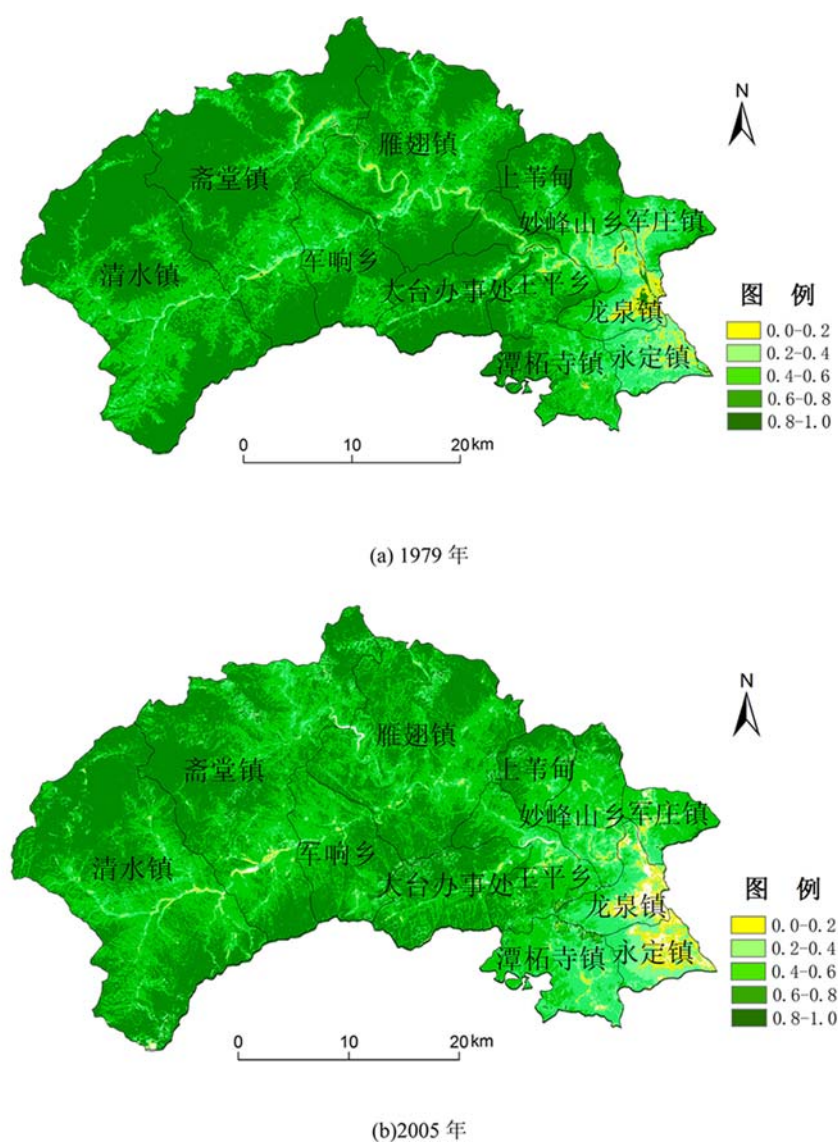 N
雁翅镇
斋堂镇
上苇甸
妙峰山乡
军庄镇
清水镇
军响乡
大台办事处
王平乡
龙泉镇
潭柘寺镇
永定镇
图 例
0.0-0.2
0.2-0.4
0.4-0.6
0.6-0.8
0.8-1.0
0 10 20 km
(a) 1979 年
N
雁翅镇
斋堂镇
上苇甸
妙峰山乡
军庄镇
清水镇
军响乡
大台办事处
王平乡
龙泉镇
潭柘寺镇
永定镇
图 例
0.0-0.2
0.2-0.4
0.4-0.6
0.6-0.8
0.8-1.0
0 10 20 km
(b)2005 年